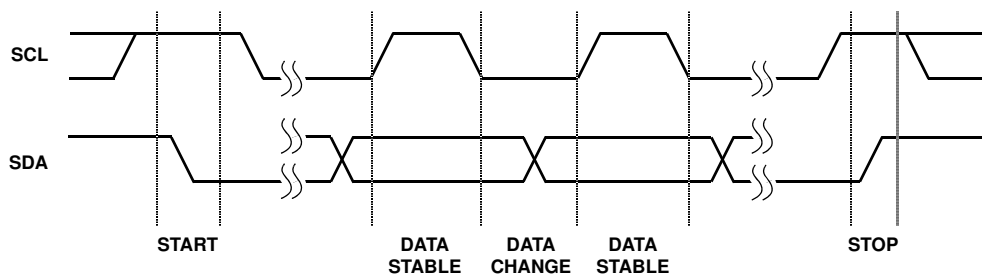 SCL
SDA
START
DATA
STABLE
DATA
CHANGE
DATA
STABLE
STOP